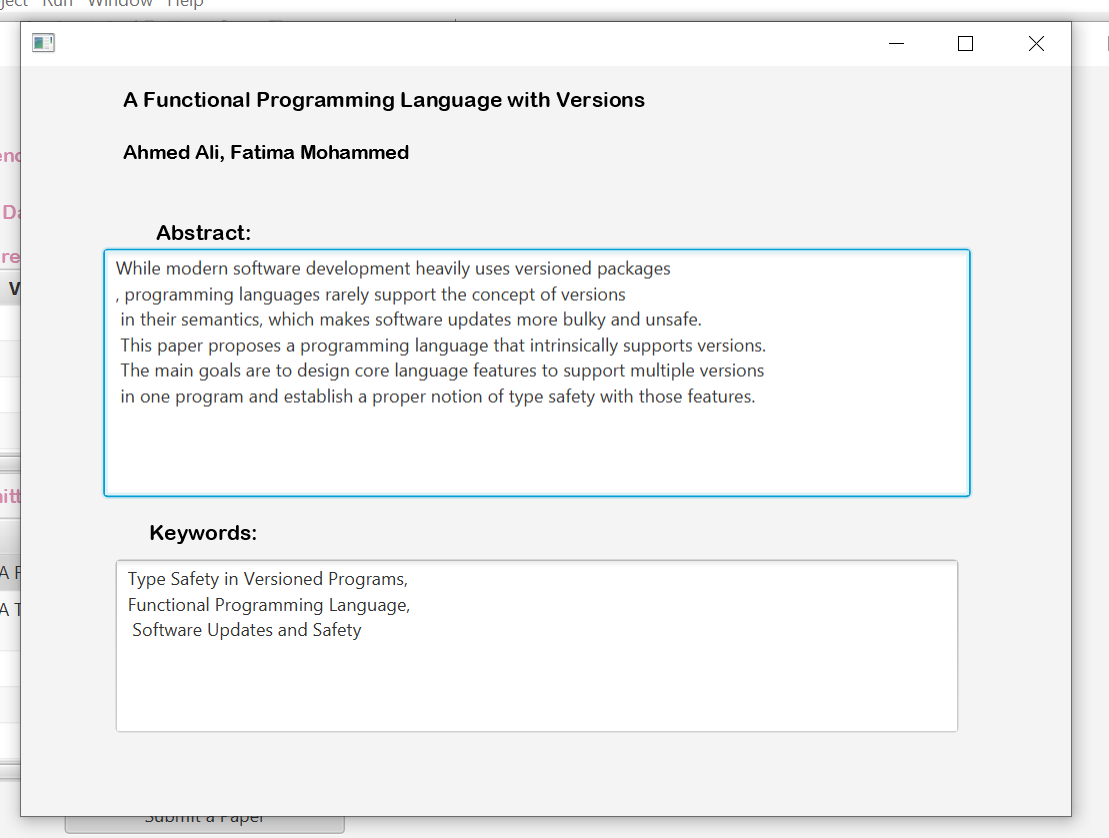 Run Window Help
A Functional Programming Language with Versions
Ahmed Ali, Fatima Mohammed
Abstract:
While modern software development heavily uses versioned packages
, programming languages rarely support the concept of versions
in their semantics, which makes software updates more bulky and unsafe.
This paper proposes a programming language that intrinsically supports versions.
The main goals are to design core language features to support multiple versions
in one program and establish a proper notion of type safety with those features.
Keywords:
Type Safety in Versioned Programs,
Functional Programming Language,
Software Updates and Safety
Submit a Paper